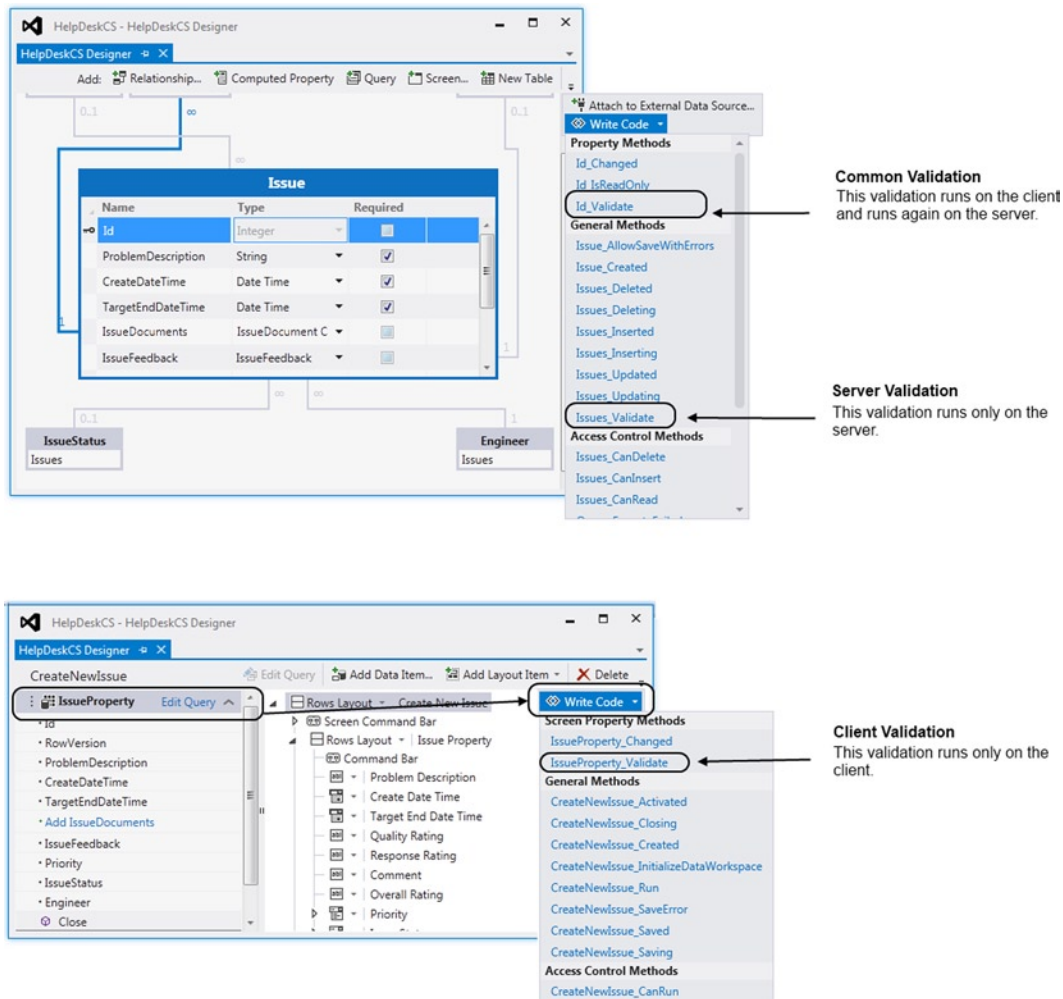 HelpDeskCS - HelpDeskCS Designer
HelpDeskCS Designer
Add: Relationship... Computed Property Query Screen... New Table
0..1
∞
0..1
∞
Attach to External Data Source...
Write Code
Property Methods
Id_Changed
Id_IsReadOnly
Id_Validate
General Methods
Issue_AllowSaveWithErrors
Issue_Created
Issues_Deleted
Issues_Deleting
Issues_Inserted
Issues_Inserting
Issues_Updated
Issues_Updating
Issues_Validate
Access Control Methods
Issues_CanDelete
Issues_CanInsert
Issues_CanRead
Issue
Name Type Required
Id Integer
ProblemDescription String
CreateDateTime Date Time
TargetEndDateTime Date Time
IssueDocuments IssueDocument C
IssueFeedback IssueFeedback
1
1
∞ ∞
0..1
1
IssueStatus
Issues
Engineer
Issues
Common Validation
This validation runs on the client
and runs again on the server.
Server Validation
This validation runs only on the
server.
HelpDeskCS - HelpDeskCS Designer
HelpDeskCS Designer
CreateNewIssue
Edit Query Add Data Item... Add Layout Item Delete
IssueProperty Edit Query
Id
RowVersion
ProblemDescription
CreateDateTime
TargetEndDateTime
Add IssueDocuments
IssueFeedback
Priority
IssueStatus
Engineer
Close
Rows Layout Create New Issue
Screen Command Bar
Rows Layout Issue Property
Command Bar
Problem Description
Create Date Time
Target End Date Time
Quality Rating
Response Rating
Comment
Overall Rating
Priority
Write Code
Screen Property Methods
IssueProperty_Changed
IssueProperty_Validate
General Methods
CreateNewIssue_Activated
CreateNewIssue_Closing
CreateNewIssue_Created
CreateNewIssue_InitializeDataWorkspace
CreateNewIssue_Run
CreateNewIssue_SaveError
CreateNewIssue_Saved
CreateNewIssue_Saving
Access Control Methods
CreateNewIssue_CanRun
Client Validation
This validation runs only on the
client.